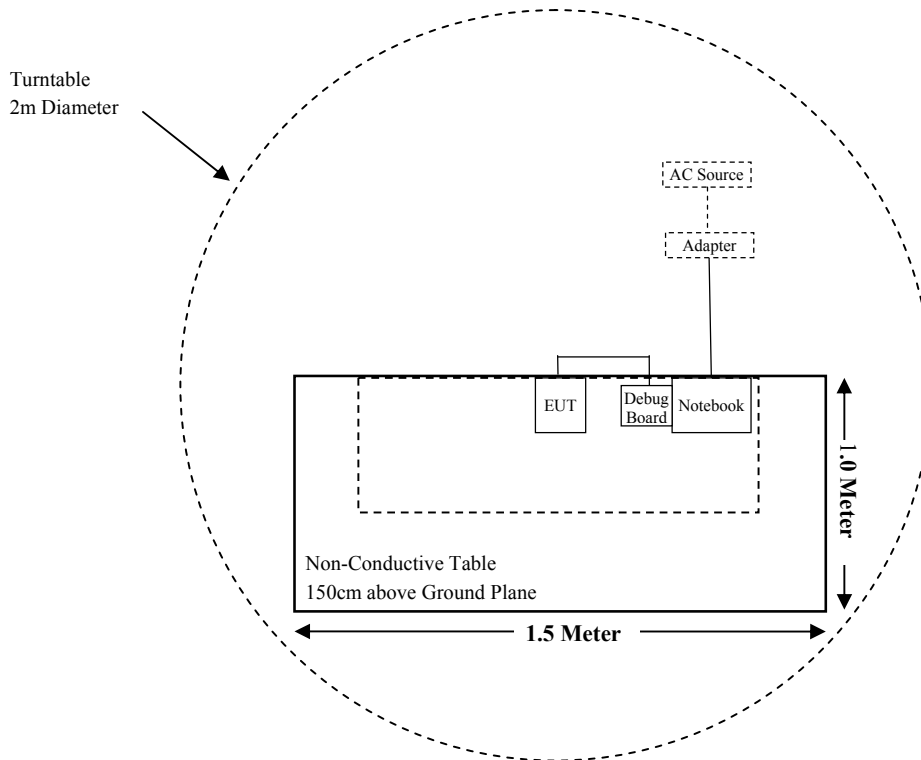 Turntable
2m Diameter
AC Source
Adapter
EUT
Debug
Board
Notebook
1.0 Meter
Non-Conductive Table
150cm above Ground Plane
1.5 Meter